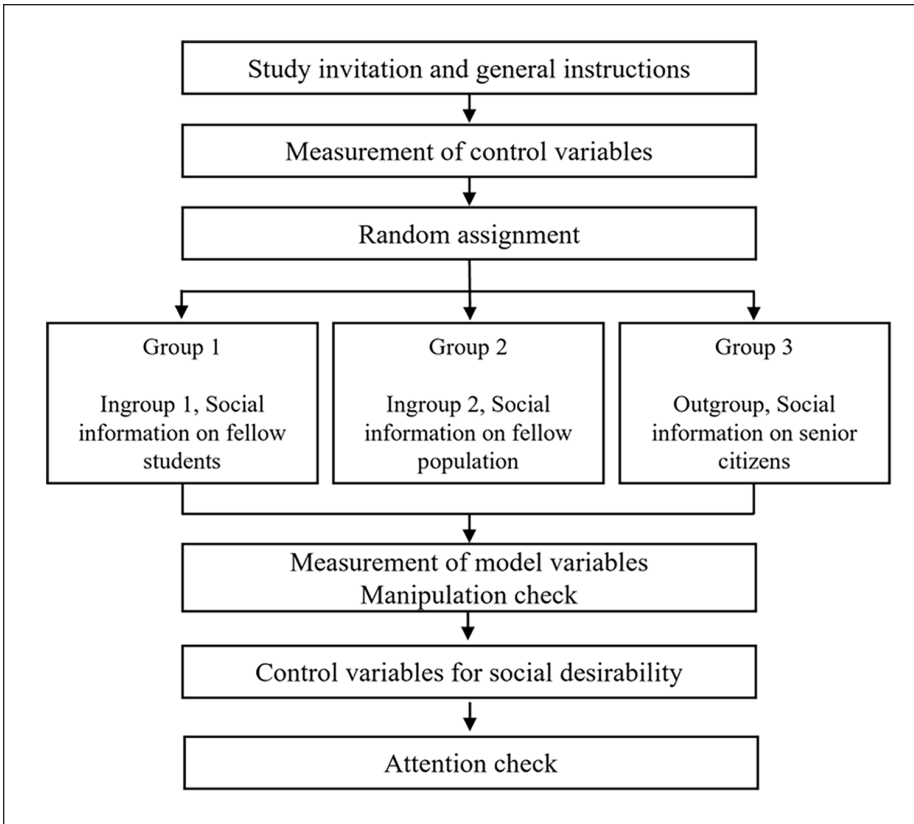 Study invitation and general instructions
Measurement of control variables
Random assignment
Group 1
Ingroup 1, Social
information on fellow
students
Group 2
Ingroup 2, Social
information on fellow
population
Group 3
Outgroup, Social
information on senior
citizens
Measurement of model variables
Manipulation check
Control variables for social desirability
Attention check